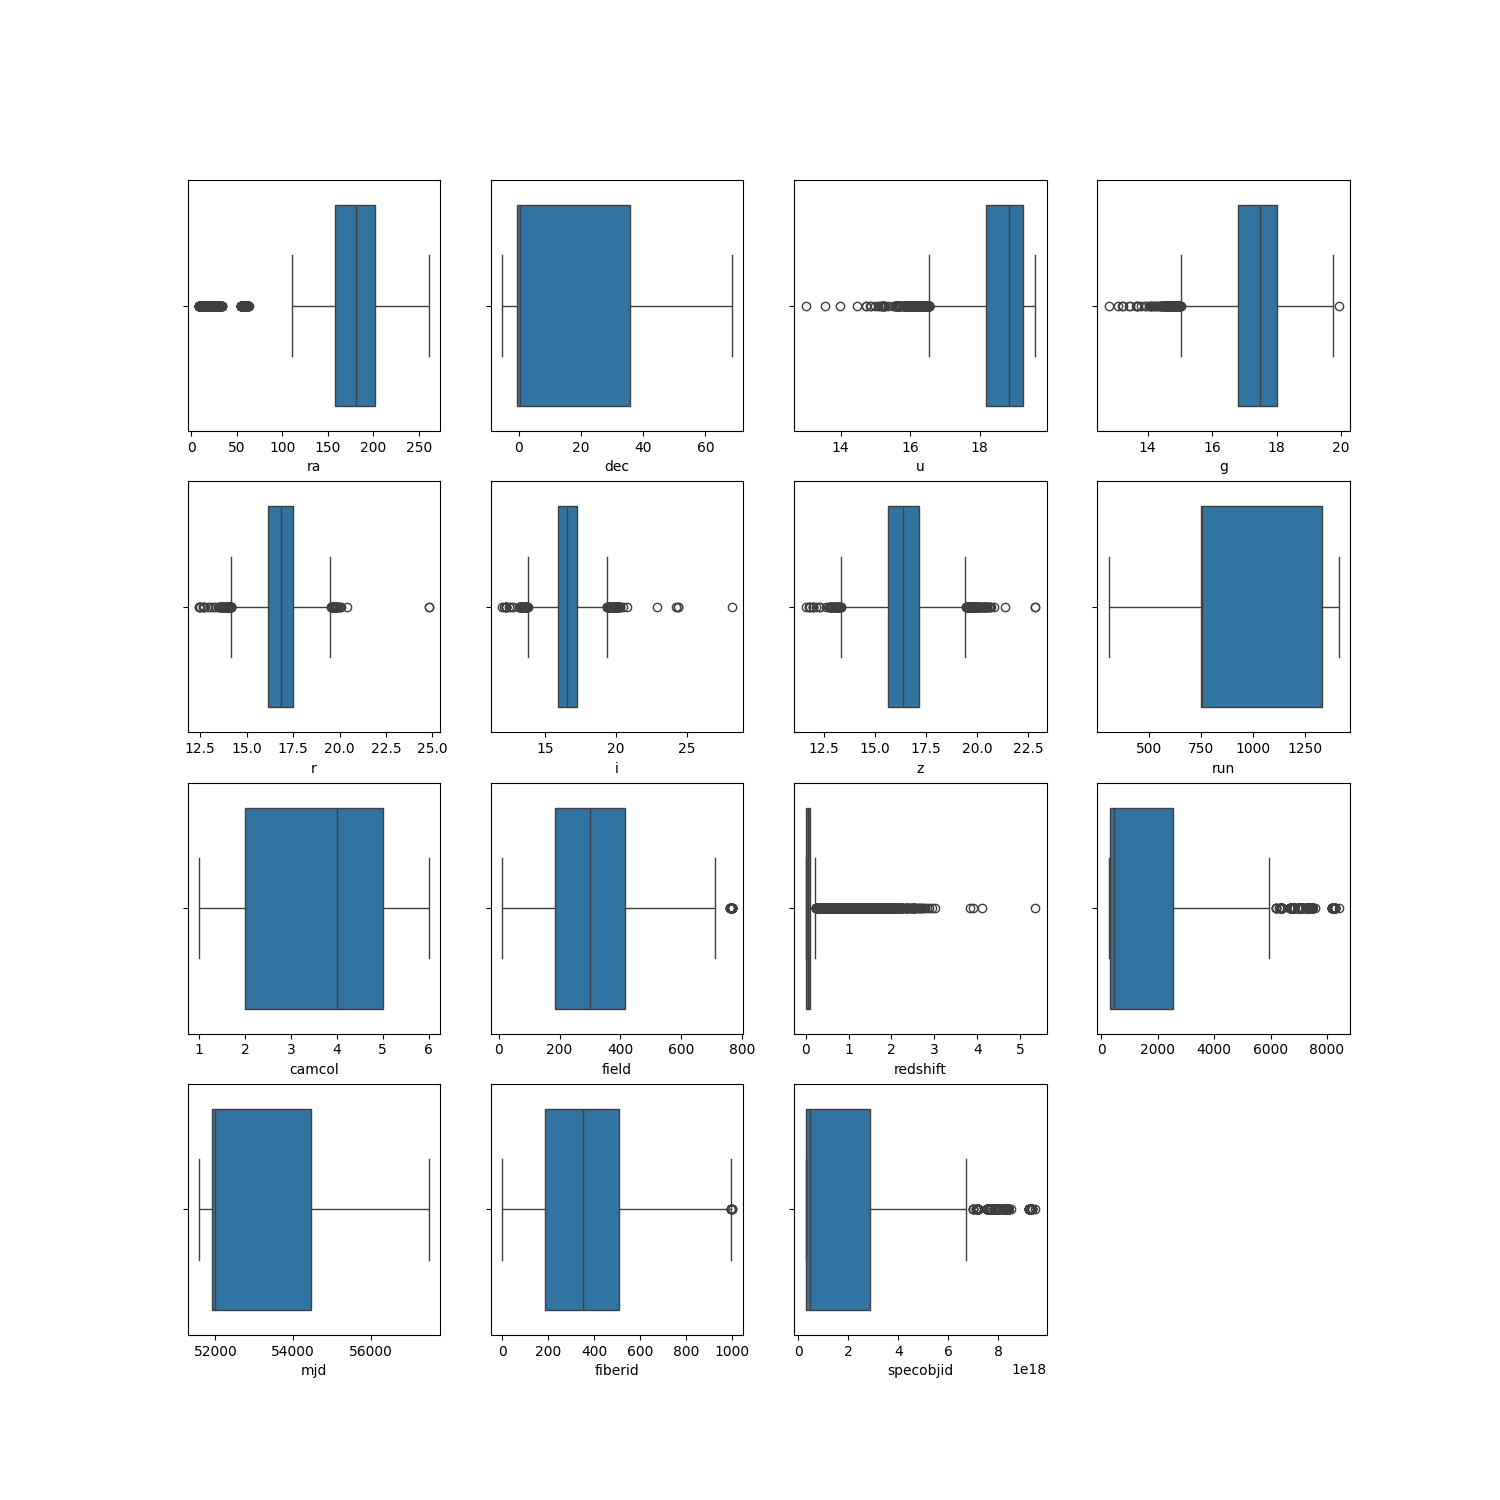 0 50 100 150 200 250
ra
0 20 40 60
dec
14 16 18
u
14 16 18 20
g
12.5 15.0 17.5 20.0 22.5 25.0
r
15 20 25
i
12.5 15.0 17.5 20.0 22.5
z
500 750 1000 1250
run
1 2 3 4 5 6
camcol
0 200 400 600 800
field
0 1 2 3 4 5
redshift
0 2000 4000 6000 8000
52000 54000 56000
mjd
0 200 400 600 800 1000
fiberid
0 2 4 6 8
specobjid
1e18